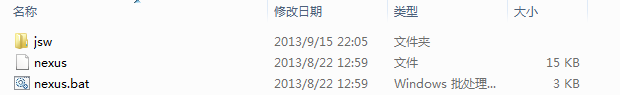 名称 修改日期 类型 大小
jsw 2013/9/15 22:05 文件夹
nexus 2013/8/22 12:59 文件 15 KB
nexus.bat 2013/8/22 12:59 Windows 批处理... 3 KB